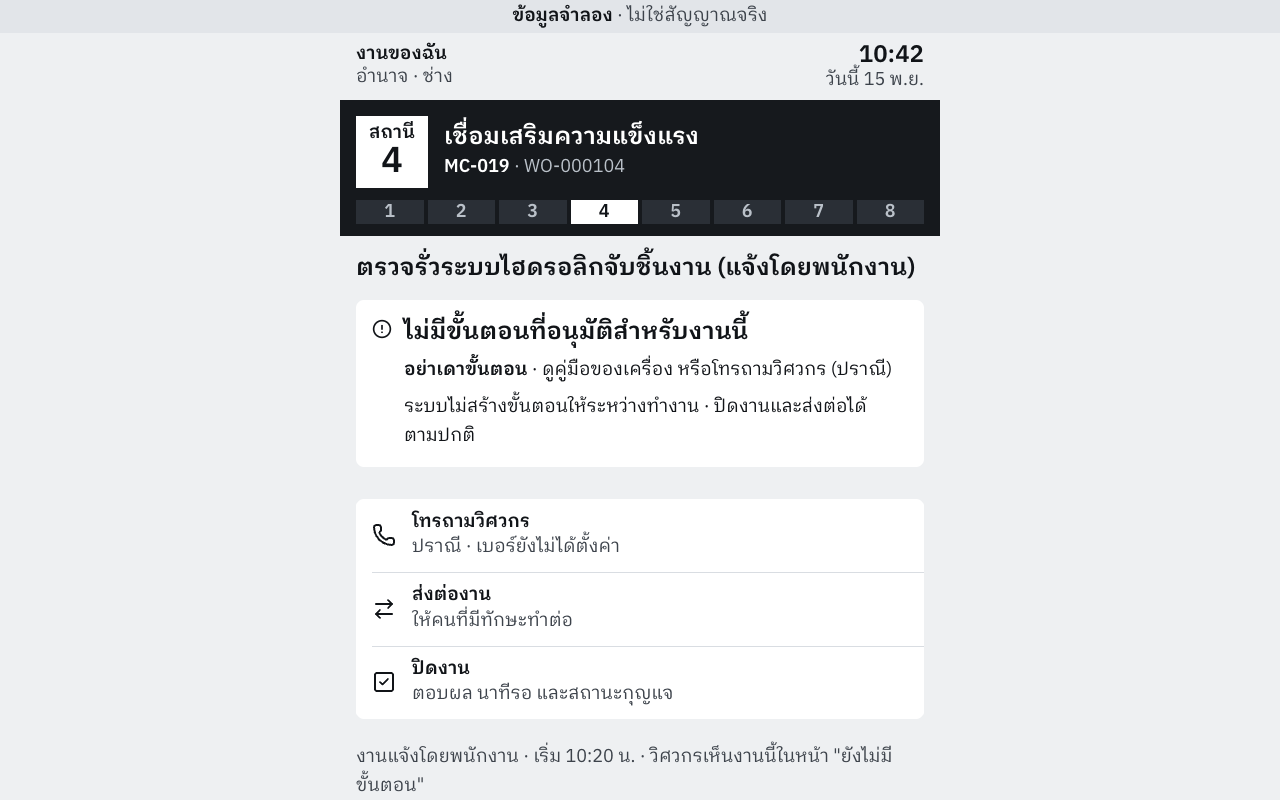 ข้อมูลจำลอง · ไม่ใช่สัญญาณจริง
งานของฉัน
อำนาจ · ช่าง
10:42
วันนี้ 15 พ.ย.
สถานี
4
เชื่อมเสริมความแข็งแรง
MC-019 · WO-000104
1 2 3 4 5 6 7 8
ตรวจรั่วระบบไฮดรอลิกจับชิ้นงาน (แจ้งโดยพนักงาน)
ไม่มีขั้นตอนที่อนุมัติสำหรับงานนี้
อย่าเดาขั้นตอน · ดูคู่มือของเครื่อง หรือโทรถามวิศวกร (ปราณี)
ระบบไม่สร้างขั้นตอนให้ระหว่างทำงาน · ปิดงานและส่งต่อได้
ตามปกติ
โทรถามวิศวกร
ปราณี · เบอร์ยังไม่ได้ตั้งค่า
ส่งต่องาน
ให้คนที่มีทักษะทำต่อ
ปิดงาน
ตอบผล นาทีรอ และสถานะกุญแจ
งานแจ้งโดยพนักงาน · เริ่ม 10:20 น. · วิศวกรเห็นงานนี้ในหน้า "ยังไม่มี
ขั้นตอน"